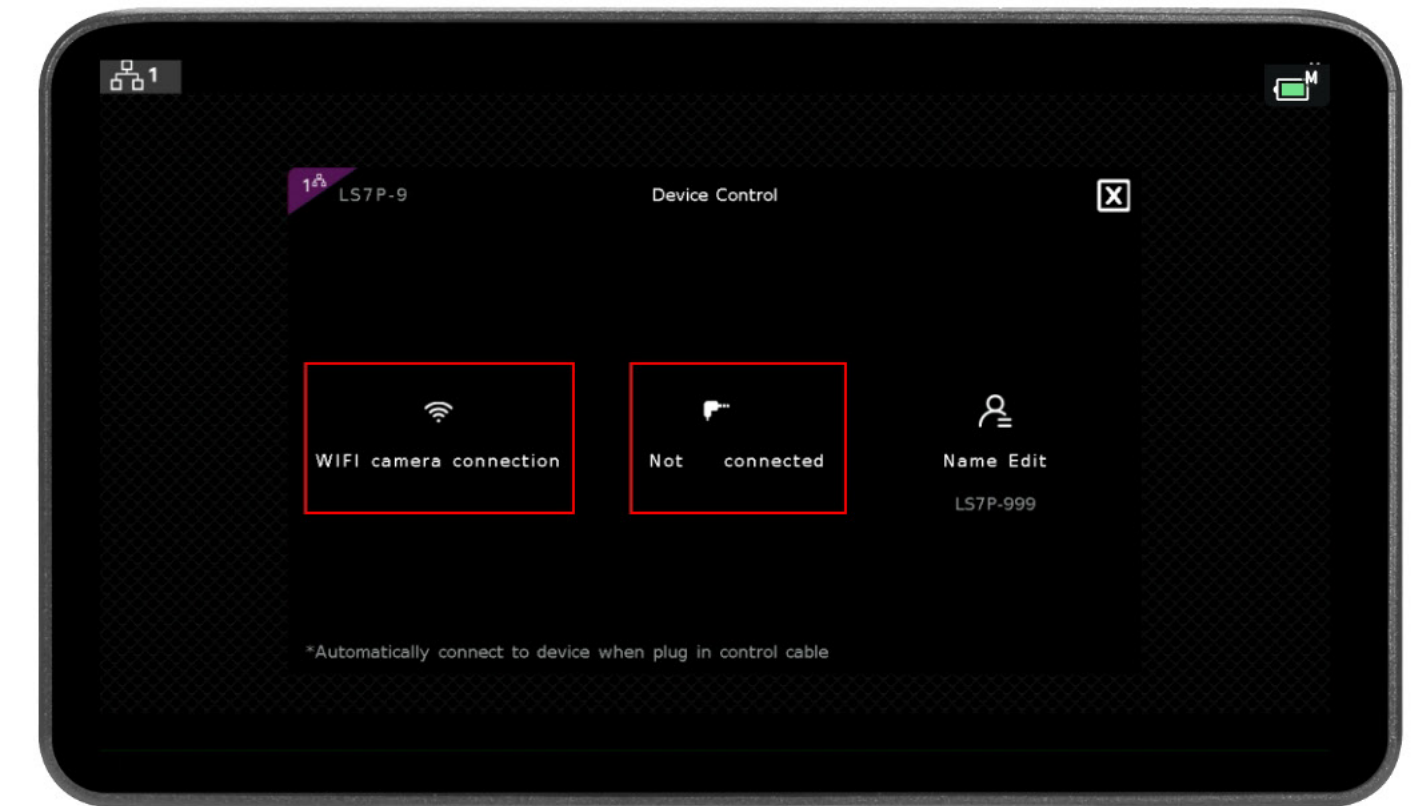 1
M
1 LS7P-9 Device Control X
WIFI camera connection
Not connected
Name Edit
LS7P-999
*Automatically connect to device when plug in control cable